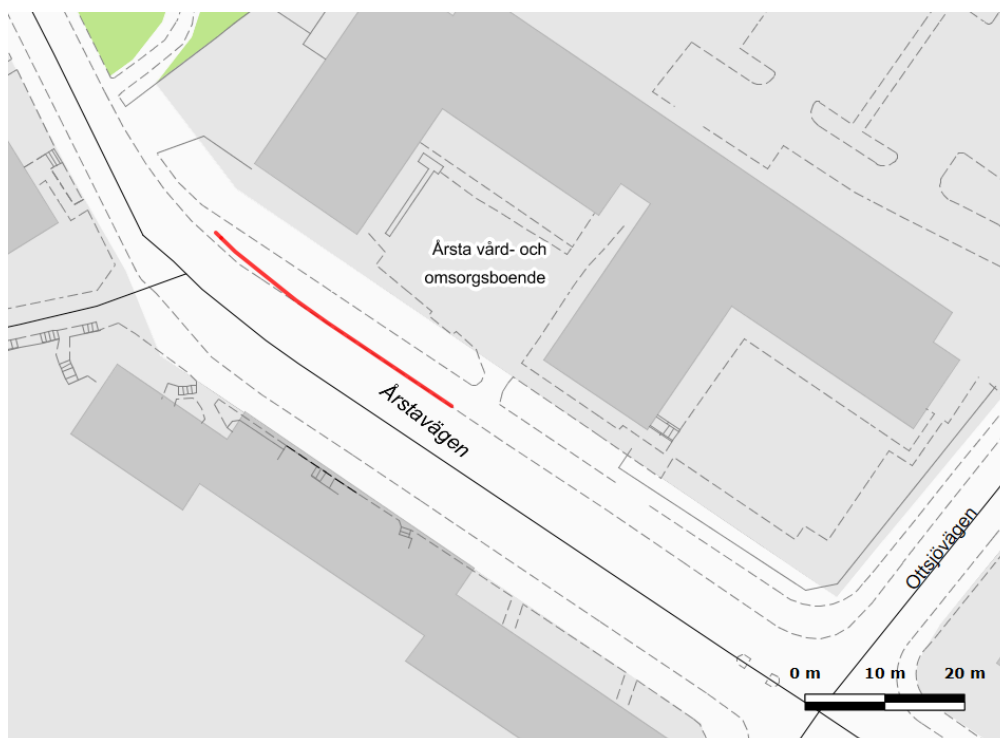 Årsta vård- och
omsorgsboende
Årstavägen
Ottsjövägen
0 m 10 m 20 m